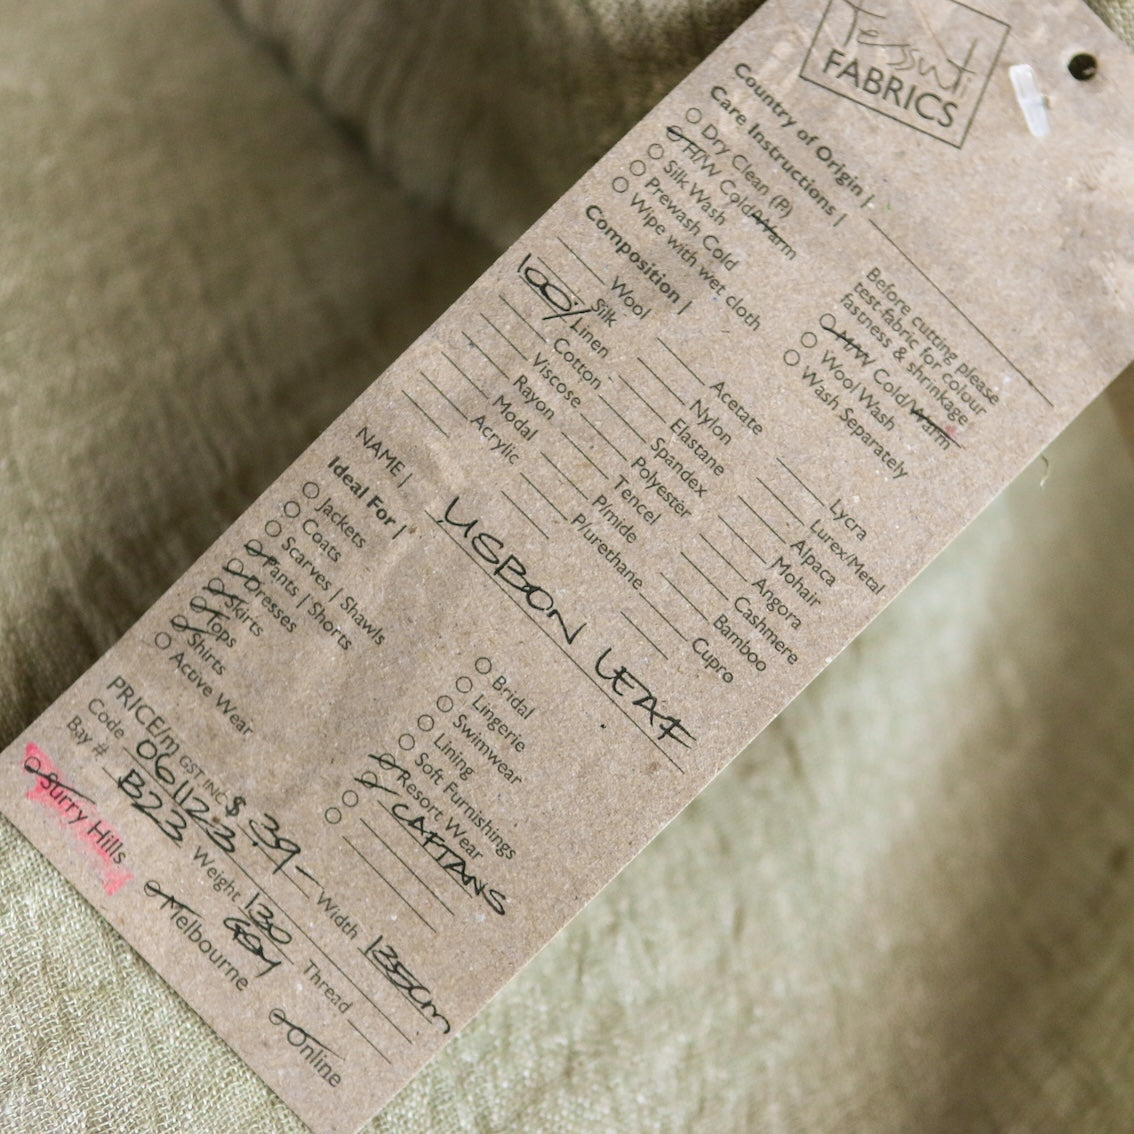 Tessuti
FABRICS
Country of Origin |
Care Instructions |
Dry Clean (P)
H/W Cold/Warm
Silk Wash
Prewash Cold
Wipe with wet cloth
Before cutting please
test-fabric for colour
fastness & shrinkage
H/W Cold/Warm
Wool Wash
Wash Separately
Composition |
Wool
Silk
100% Linen
Cotton
Viscose
Rayon
Modal
Acrylic
Acetate
Nylon
Elastane
Spandex
Polyester
Tencel
P/mide
P/urethane
Lycra
Lurex/Metal
Alpaca
Mohair
Angora
Cashmere
Bamboo
Cupro
NAME | LISBON LEAF
Ideal For |
Jackets
Coats
Scarves | Shawls
Pants | Shorts
Dresses
Skirts
Tops
Shirts
Active Wear
Bridal
Lingerie
Swimwear
Lining
Soft Furnishings
Resort Wear
CAFTANS
PRICE/m GST INC $ 39- Width 135cm
Code 061123 Weight 130 Thread
Bay # B23 GSM
Surry Hills Melbourne Online